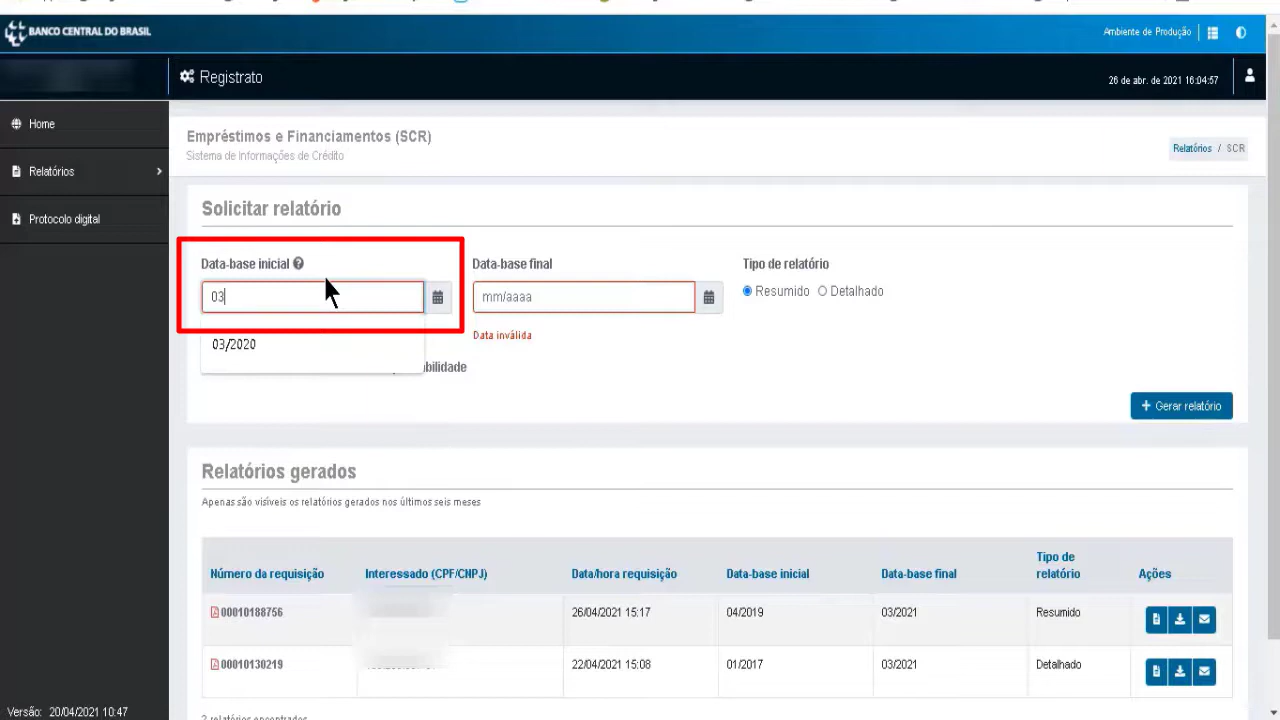 BANCO CENTRAL DO BRASIL
Ambiente de Produção
Registrato
26 de abr. de 2021 16:04:57
Home
Relatórios
Protocolo digital
Empréstimos e Financiamentos (SCR)
Sistema de Informações de Crédito
Relatórios / SCR
Solicitar relatório
Data-base inicial
Data-base final
Tipo de relatório
03
mm/aaaa
Resumido
Detalhado
Data inválida
03/2020
bilidade
+ Gerar relatório
Relatórios gerados
Apenas são visíveis os relatórios gerados nos últimos seis meses
Número da requisição
Interessado (CPF/CNPJ)
Data/hora requisição
Data-base inicial
Data-base final
Tipo de
relatório
Ações
00010188756
26/04/2021 15:17
04/2019
03/2021
Resumido
00010130219
22/04/2021 15:08
01/2017
03/2021
Detalhado
2 relatórios encontrados
Versão: 20/04/2021 10:47